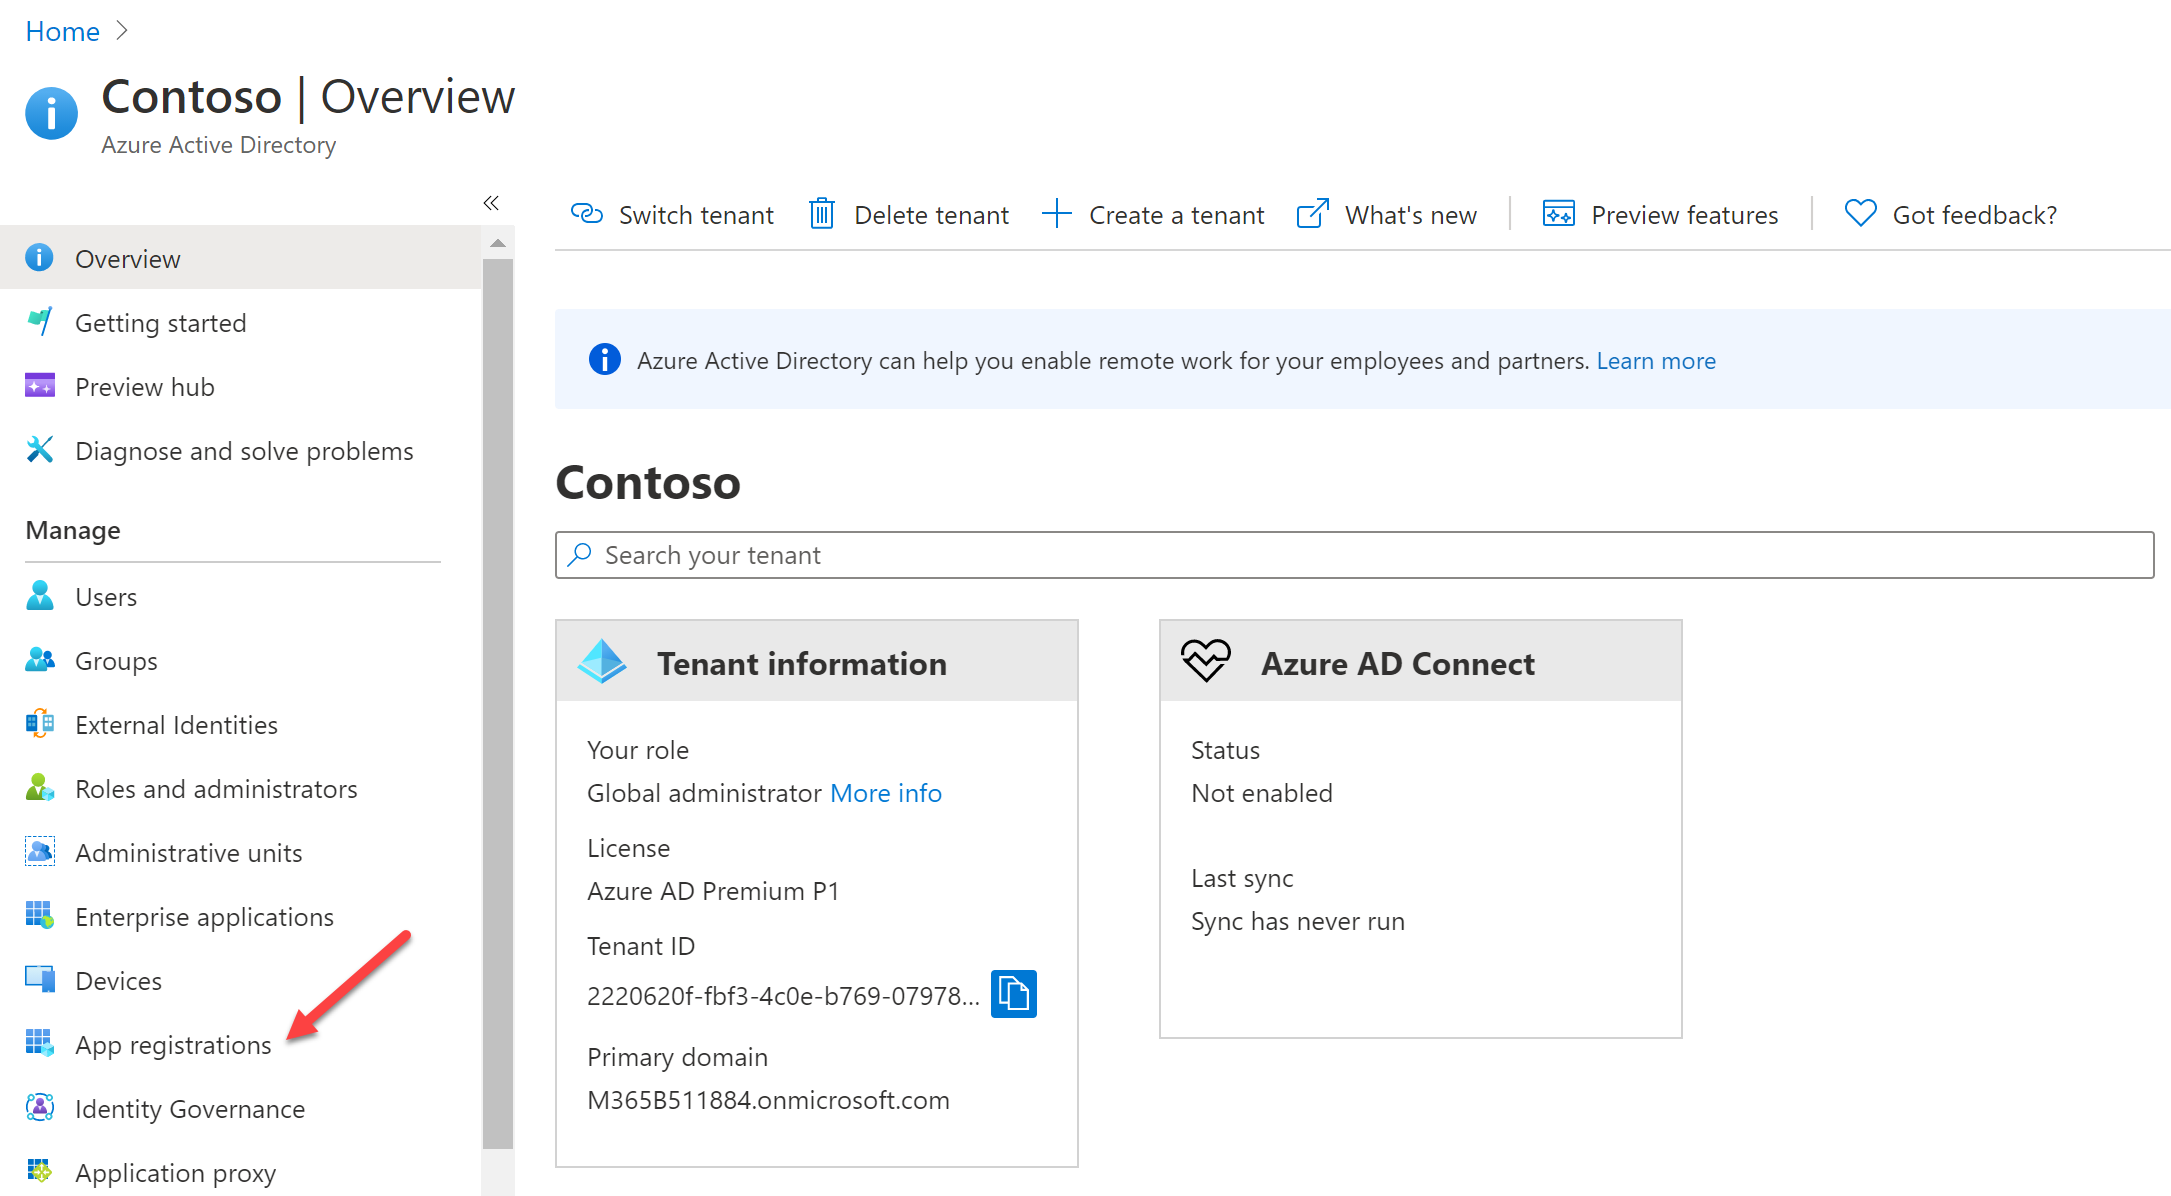 Home
Contoso | Overview
Azure Active Directory
Overview
Getting started
Preview hub
Diagnose and solve problems
Manage
Users
Groups
External Identities
Roles and administrators
Administrative units
Enterprise applications
Devices
App registrations
Identity Governance
Application proxy
Switch tenant Delete tenant Create a tenant What's new Preview features Got feedback?
Azure Active Directory can help you enable remote work for your employees and partners. Learn more
Contoso
Search your tenant
Tenant information
Your role
Global administrator More info
License
Azure AD Premium P1
Tenant ID
2220620f-fbf3-4c0e-b769-07978...
Primary domain
M365B511884.onmicrosoft.com
Azure AD Connect
Status
Not enabled
Last sync
Sync has never run